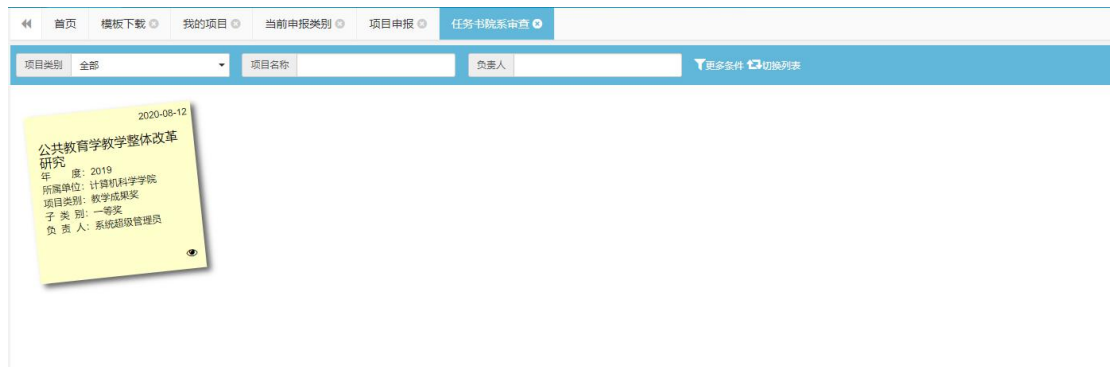 首页 模板下载 我的项目 当前申报类别 项目申报 任务书院系审查
项目类别 全部 项目名称 负责人 更多条件 切换列表
2020-08-12
公共教育学教学整体改革
研究
年 度：2019
所属单位：计算机科学学院
项目类别：教学成果奖
子 类 别：一等奖
负 责 人：系统超级管理员